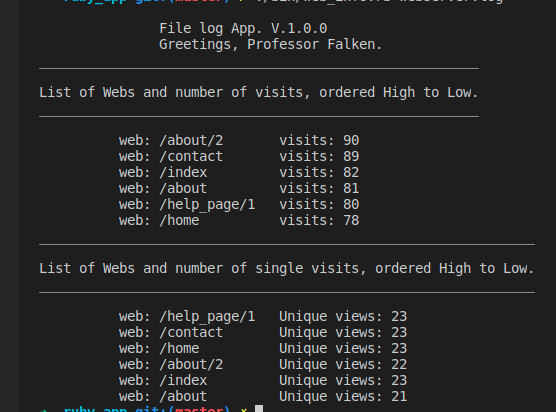 ruby_app git:(master)
File log App. V.1.0.0
Greetings, Professor Falken.
List of Webs and number of visits, ordered High to Low.
web: /about/2 visits: 90
web: /contact visits: 89
web: /index visits: 82
web: /about visits: 81
web: /help_page/1 visits: 80
web: /home visits: 78
List of Webs and number of single visits, ordered High to Low.
web: /help_page/1 Unique views: 23
web: /contact Unique views: 23
web: /home Unique views: 23
web: /about/2 Unique views: 22
web: /index Unique views: 23
web: /about Unique views: 21
→ ruby_app git:(master) ✗